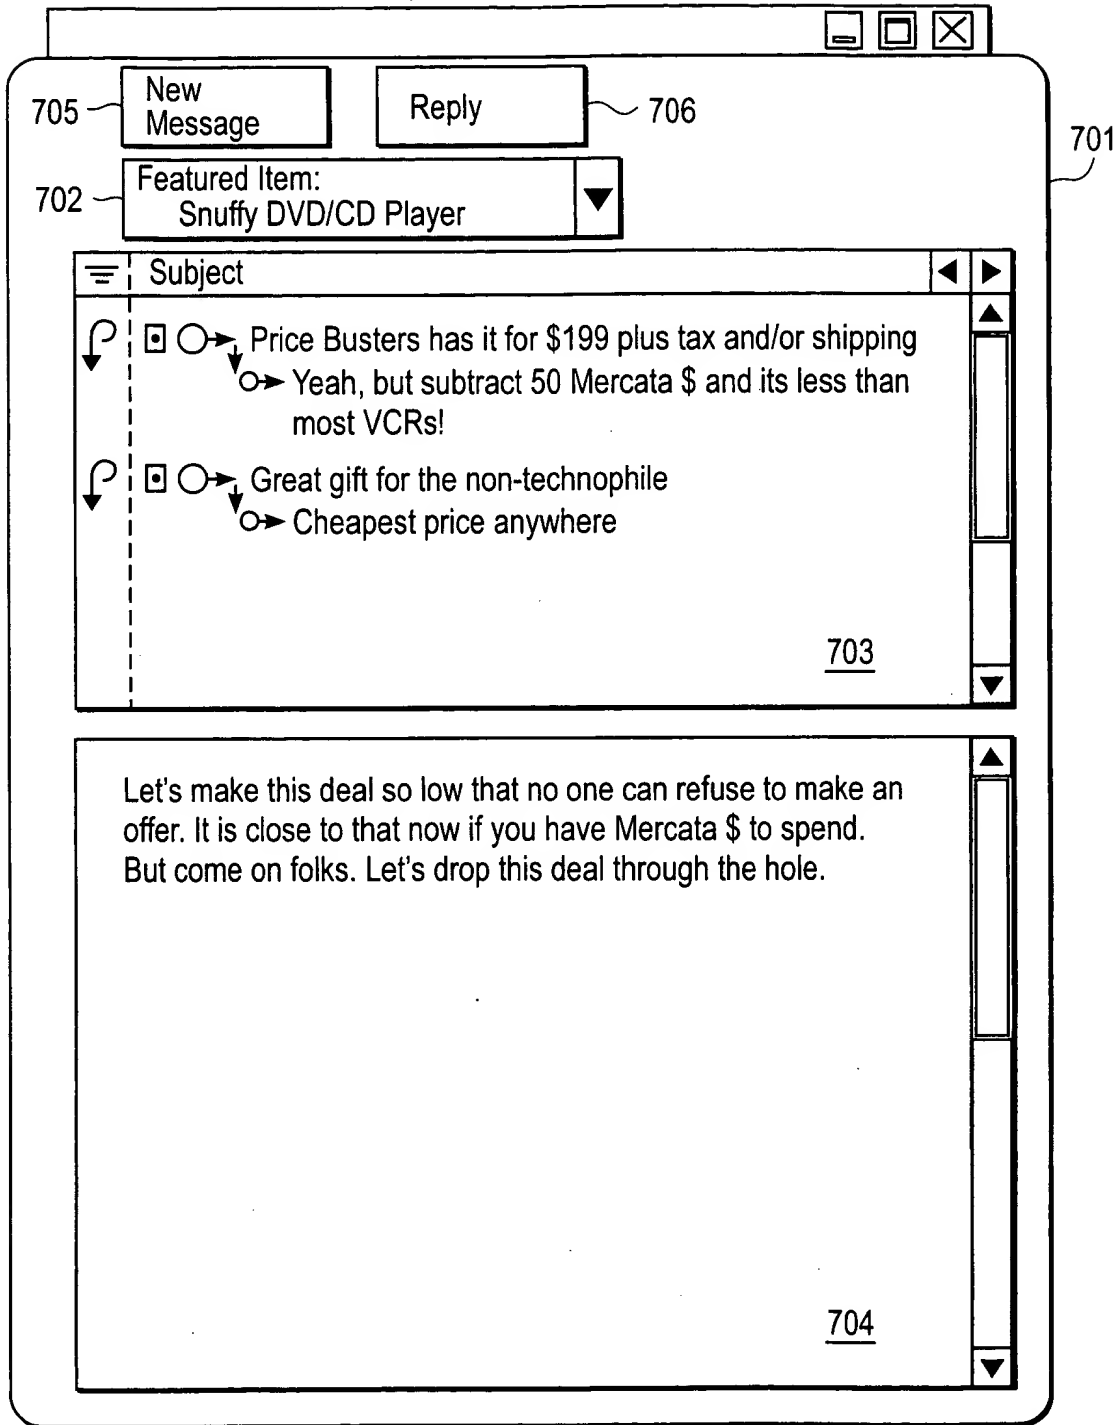 705
New
Message
Reply
706
701
702
Featured Item:
Snuffy DVD/CD Player
Subject
Price Busters has it for $199 plus tax and/or shipping
Yeah, but subtract 50 Mercata $ and its less than
most VCRs!
Great gift for the non-technophile
Cheapest price anywhere
703
Let's make this deal so low that no one can refuse to make an
offer. It is close to that now if you have Mercata $ to spend.
But come on folks. Let's drop this deal through the hole.
704